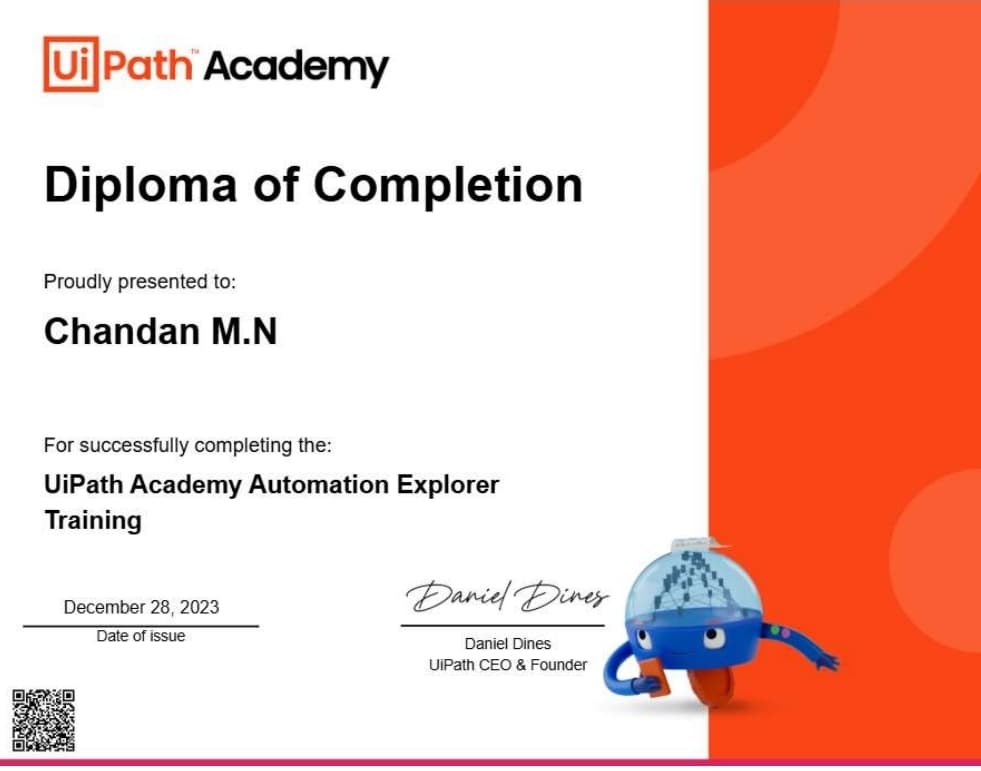 UiPath™ Academy
Diploma of Completion
Proudly presented to:
Chandan M.N
For successfully completing the:
UiPath Academy Automation Explorer
Training
December 28, 2023
Date of issue
Daniel Dines
Daniel Dines
UiPath CEO & Founder